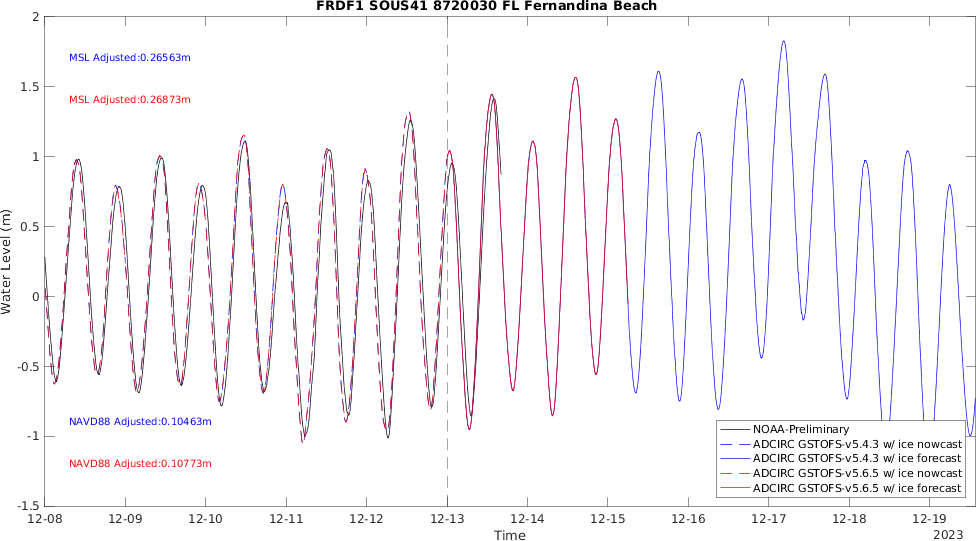 FRDF1 SOUS41 8720030 FL Fernandina Beach
2
1.5
1
0.5
0
-0.5
-1
-1.5
Water Level (m)
MSL Adjusted:0.26563m
MSL Adjusted:0.26873m
NAVD88 Adjusted:0.10463m
NAVD88 Adjusted:0.10773m
NOAA-Preliminary
ADCIRC GSTOFS-v5.4.3 w/ ice nowcast
ADCIRC GSTOFS-v5.4.3 w/ ice forecast
ADCIRC GSTOFS-v5.6.5 w/ ice nowcast
ADCIRC GSTOFS-v5.6.5 w/ ice forecast
12-08 12-09 12-10 12-11 12-12 12-13 12-14 12-15 12-16 12-17 12-18 12-19
Time
2023